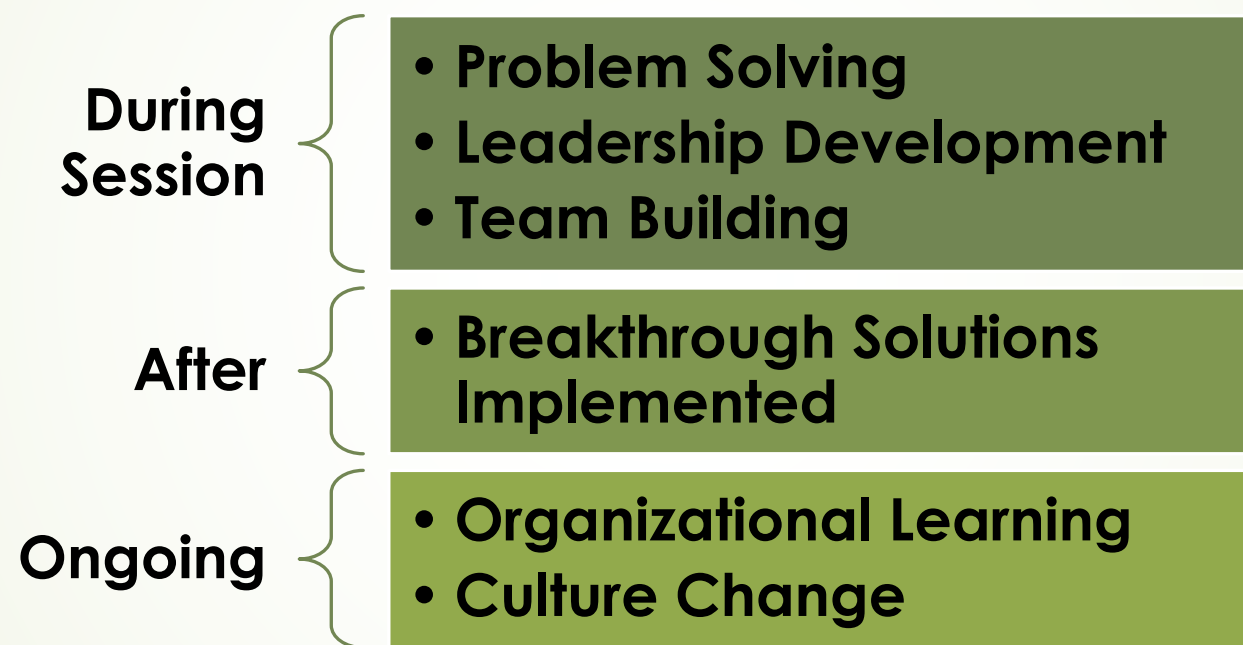 During
Session
• Problem Solving
• Leadership Development
• Team Building
After
• Breakthrough Solutions
Implemented
Ongoing
• Organizational Learning
• Culture Change